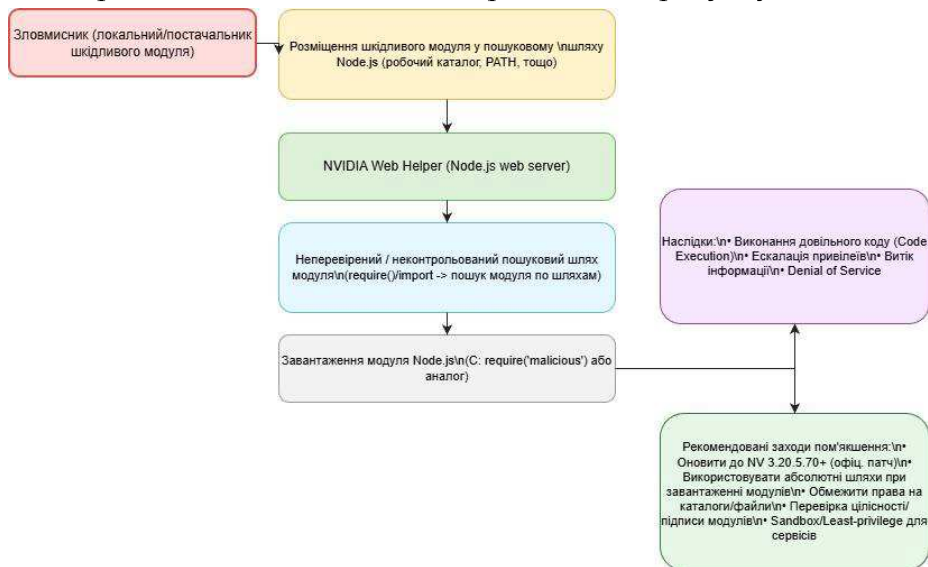 Зловмисник (локальний/постачальник
шкідливого модуля)
Розміщення шкідливого модуля у пошуковому \nшляху
Node.js (робочий каталог, PATH, тощо)
NVIDIA Web Helper (Node.js web server)
Неперевірений / неконтрольований пошуковий шлях
модуля\n(require()/import -> пошук модуля по шляхам)
Завантаження модуля Node.js\n(С: require('malicious') або
аналог)
Наслідки:\n• Виконання довільного коду (Code
Execution)\n• Ескалація привілеїв\n• Витік
інформації\n• Denial of Service
Рекомендовані заходи пом'якшення:\n•
Оновити до NV 3.20.5.70+ (офіц. патч)\n•
Використовувати абсолютні шляхи при
завантаженні модулів\n• Обмежити права на
каталоги/файли\n• Перевірка цілісності/
підписи модулів\n• Sandbox/Least-privilege для
сервісів